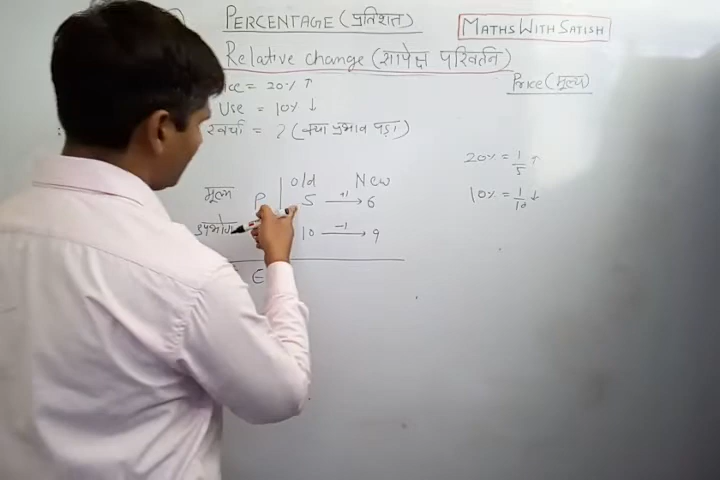 PERCENTAGE (प्रतिशत)
MATHS WITH SATISH
Relative change (सापेक्ष परिवर्तन)
Price (मूल्य)
= 20% ↑
Use = 10% ↓
खर्चा = ? (क्या प्रभाव पड़ा)
20% = 1/5 ↑
10% = 1/10 ↓
old New
मूल्य P 5 +1→ 6
10 -1→ 9
E